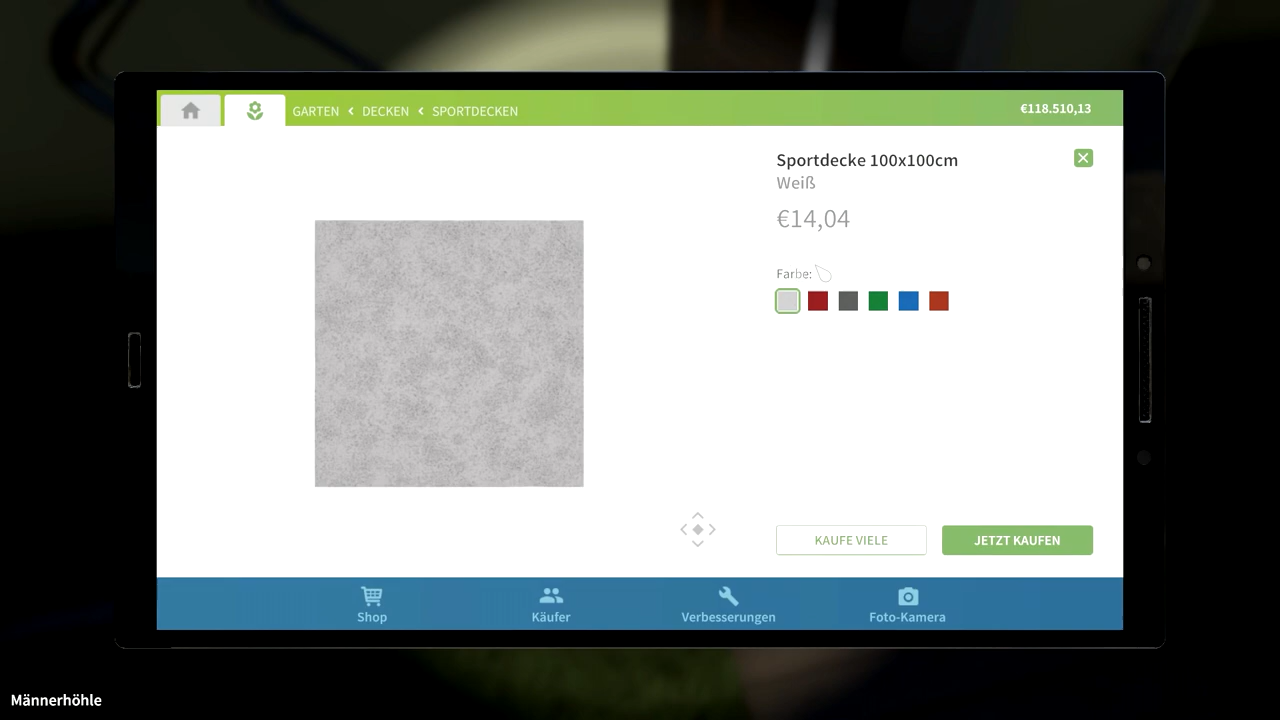 GARTEN < DECKEN < SPORTDECKEN
€118.510,13
Sportdecke 100x100cm
Weiß
€14,04
Farbe:
KAUFE VIELE
JETZT KAUFEN
Shop
Käufer
Verbesserungen
Foto-Kamera
Männerhöhle